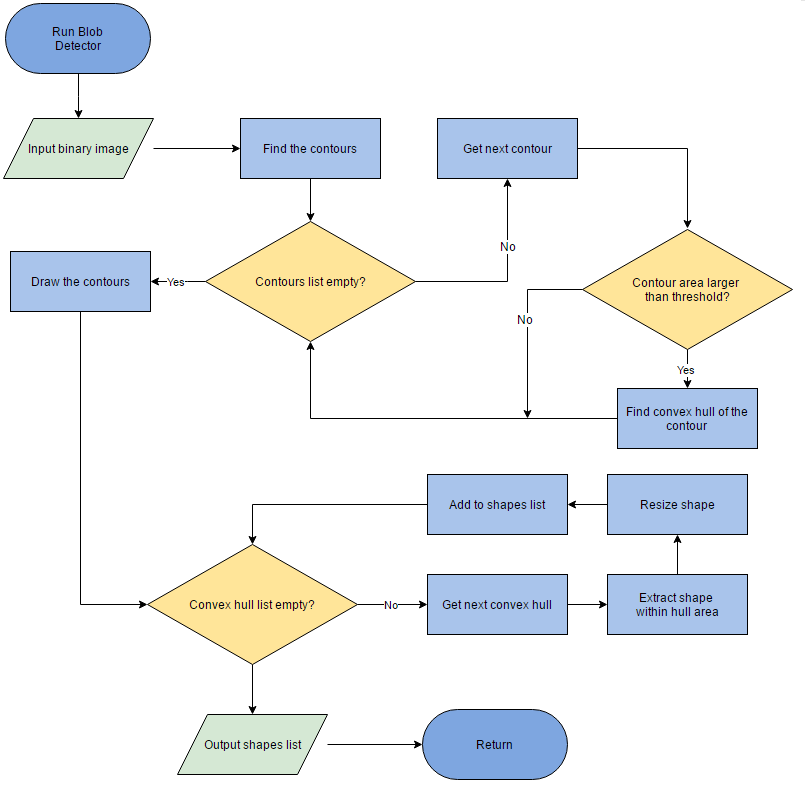 Run Blob
Detector
Input binary image
Find the contours
Get next contour
No
Contours list empty?
Yes
Draw the contours
Contour area larger
than threshold?
No
Yes
Find convex hull of the
contour
Add to shapes list
Resize shape
Convex hull list empty?
No
Get next convex hull
Extract shape
within hull area
Output shapes list
Return